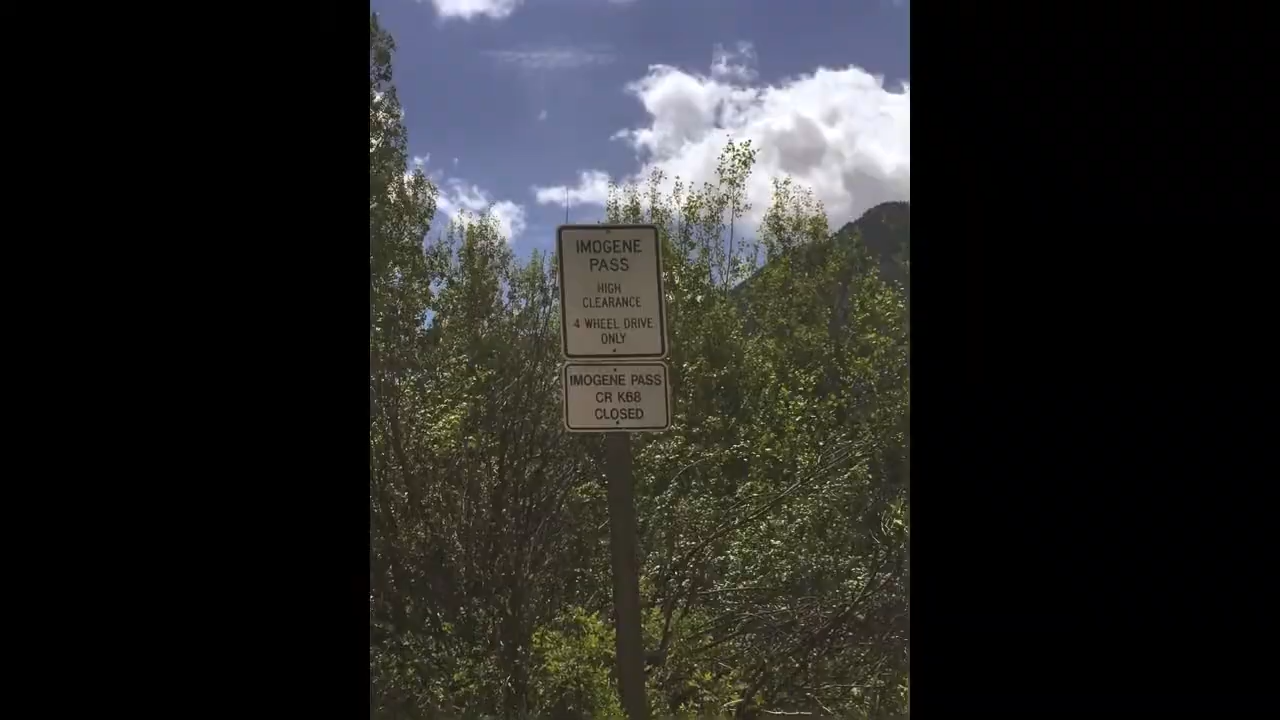 IMOGENE
PASS
HIGH
CLEARANCE
4 WHEEL DRIVE
ONLY
IMOGENE PASS
CR K68
CLOSED